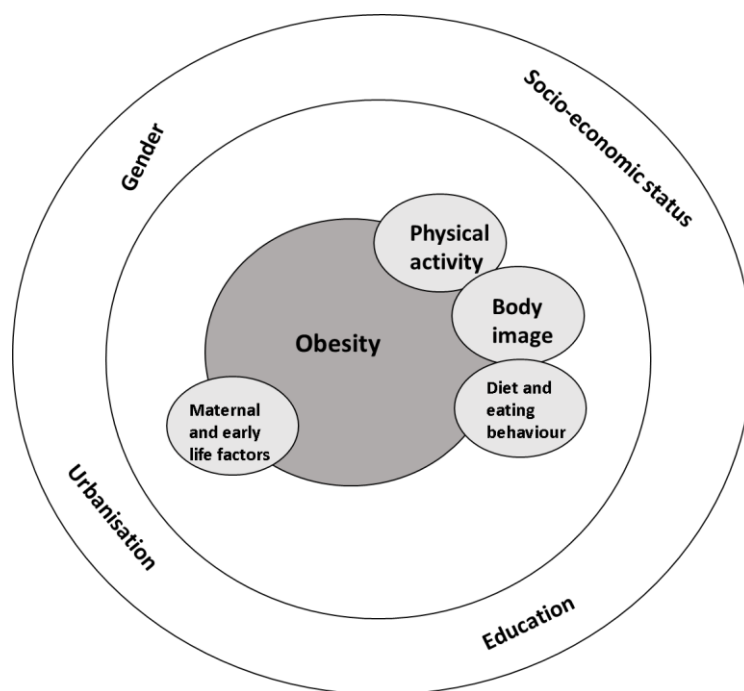 Socio-economic status
Gender
Physical
activity
Body
image
Obesity
Diet and
eating
behaviour
Maternal
and early
life factors
Urbanisation
Education